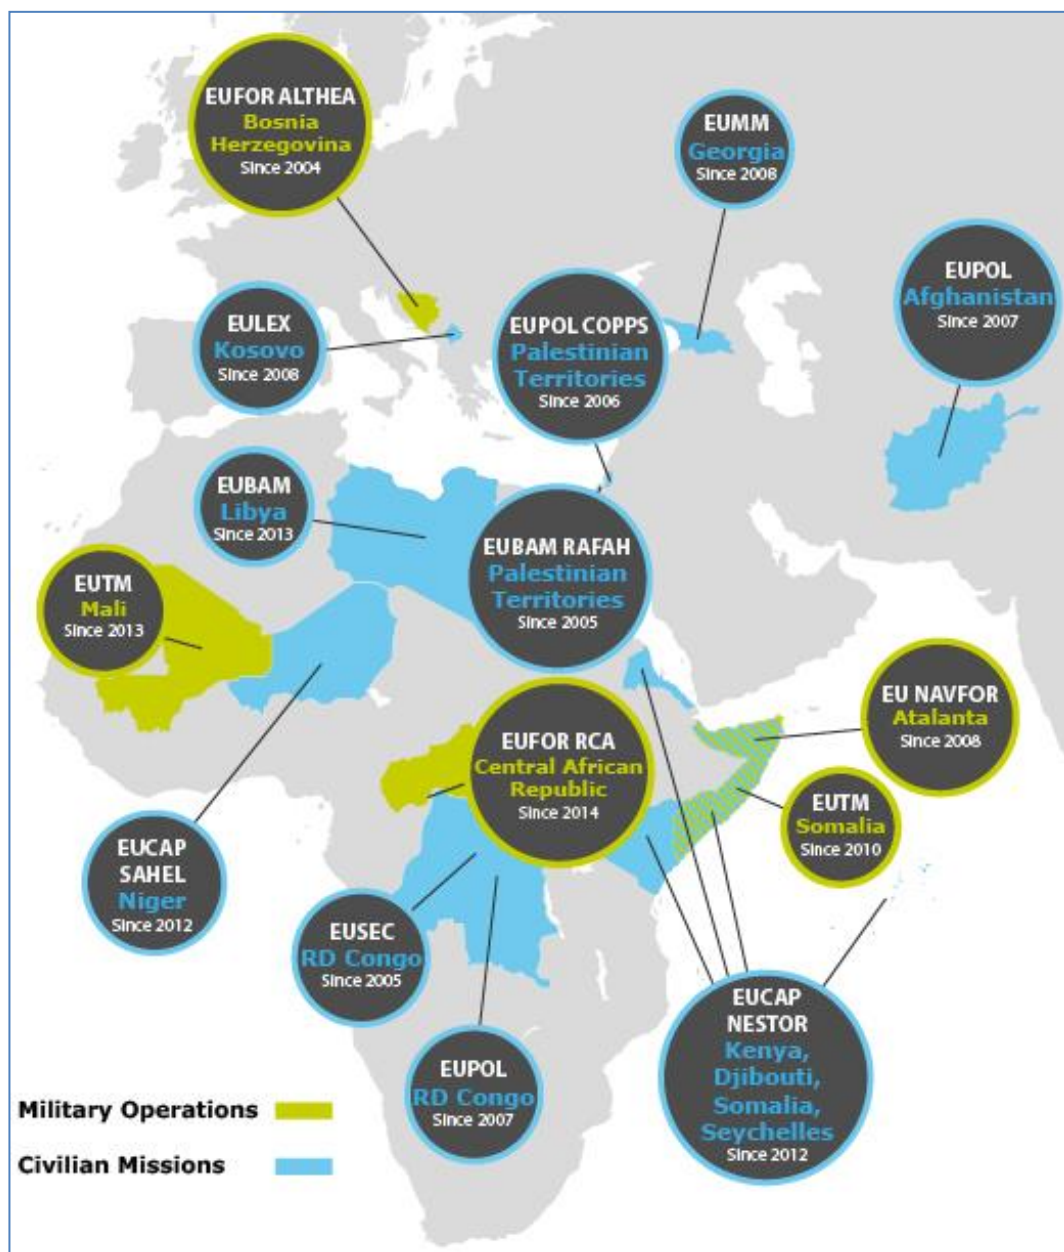 EUFOR ALTHEA
Bosnia
Herzegovina
Since 2004
EUMM
Georgia
Since 2008
EUPOL
Afghanistan
Since 2007
EULEX
Kosovo
Since 2008
EUPOL COPPS
Palestinian
Territories
Since 2006
EUBAM
Libya
Since 2013
EUBAM RAFAH
Palestinian
Territories
Since 2005
EUTM
Mali
Since 2013
EU NAVFOR
Atalanta
Since 2008
EUFOR RCA
Central African
Republic
Since 2014
EUTM
Somalia
Since 2010
EUCAP
SAHEL
Niger
Since 2012
EUSEC
RD Congo
Since 2005
EUPOL
RD Congo
Since 2007
EUCAP
NESTOR
Kenya,
Djibouti,
Somalia,
Seychelles
Since 2012
Military Operations
Civilian Missions